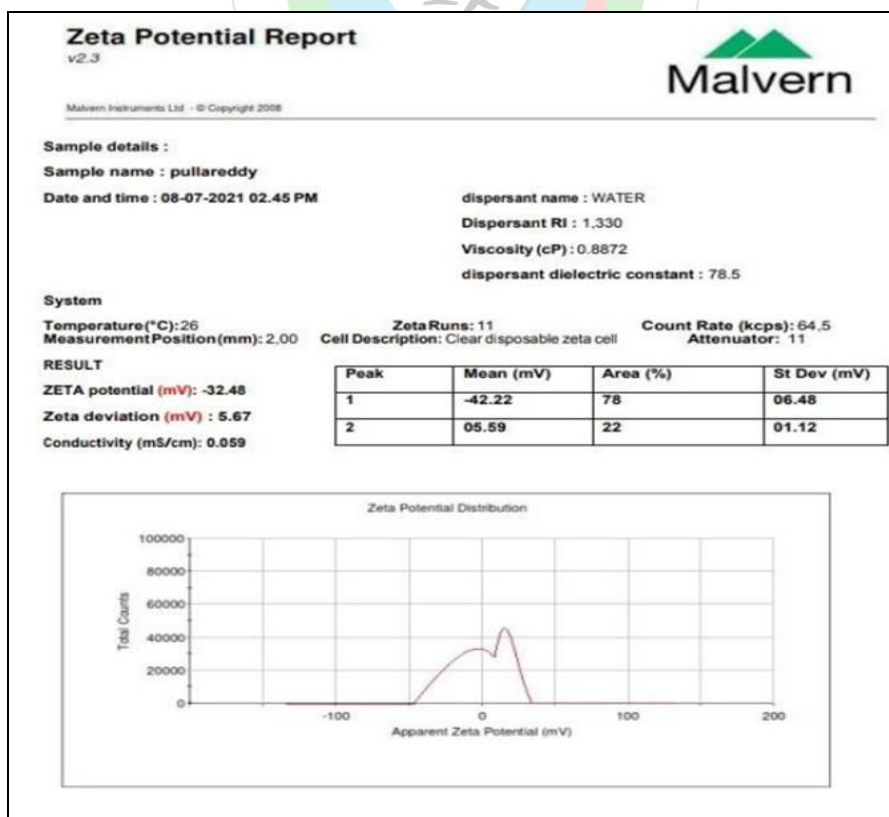 Zeta Potential Report
v2.3
Malvern
Malvern Instruments Ltd - © Copyright 2008
Sample details :
Sample name : pullareddy
Date and time : 08-07-2021 02.45 PM
dispersant name : WATER
Dispersant RI : 1,330
Viscosity (cP) : 0.8872
dispersant dielectric constant : 78.5
System
Temperature(°C):26 Zeta Runs: 11 Count Rate (kcps): 64,5
Measurement Position(mm): 2,00 Cell Description: Clear disposable zeta cell Attenuator: 11
RESULT
ZETA potential (mV): -32.48
Zeta deviation (mV) : 5.67
Conductivity (mS/cm): 0.059
Peak Mean (mV) Area (%) St Dev (mV)
1 -42.22 78 06.48
2 05.59 22 01.12
Zeta Potential Distribution
Total Counts
100000
80000
60000
40000
20000
0
-100 0 100 200
Apparent Zeta Potential (mV)